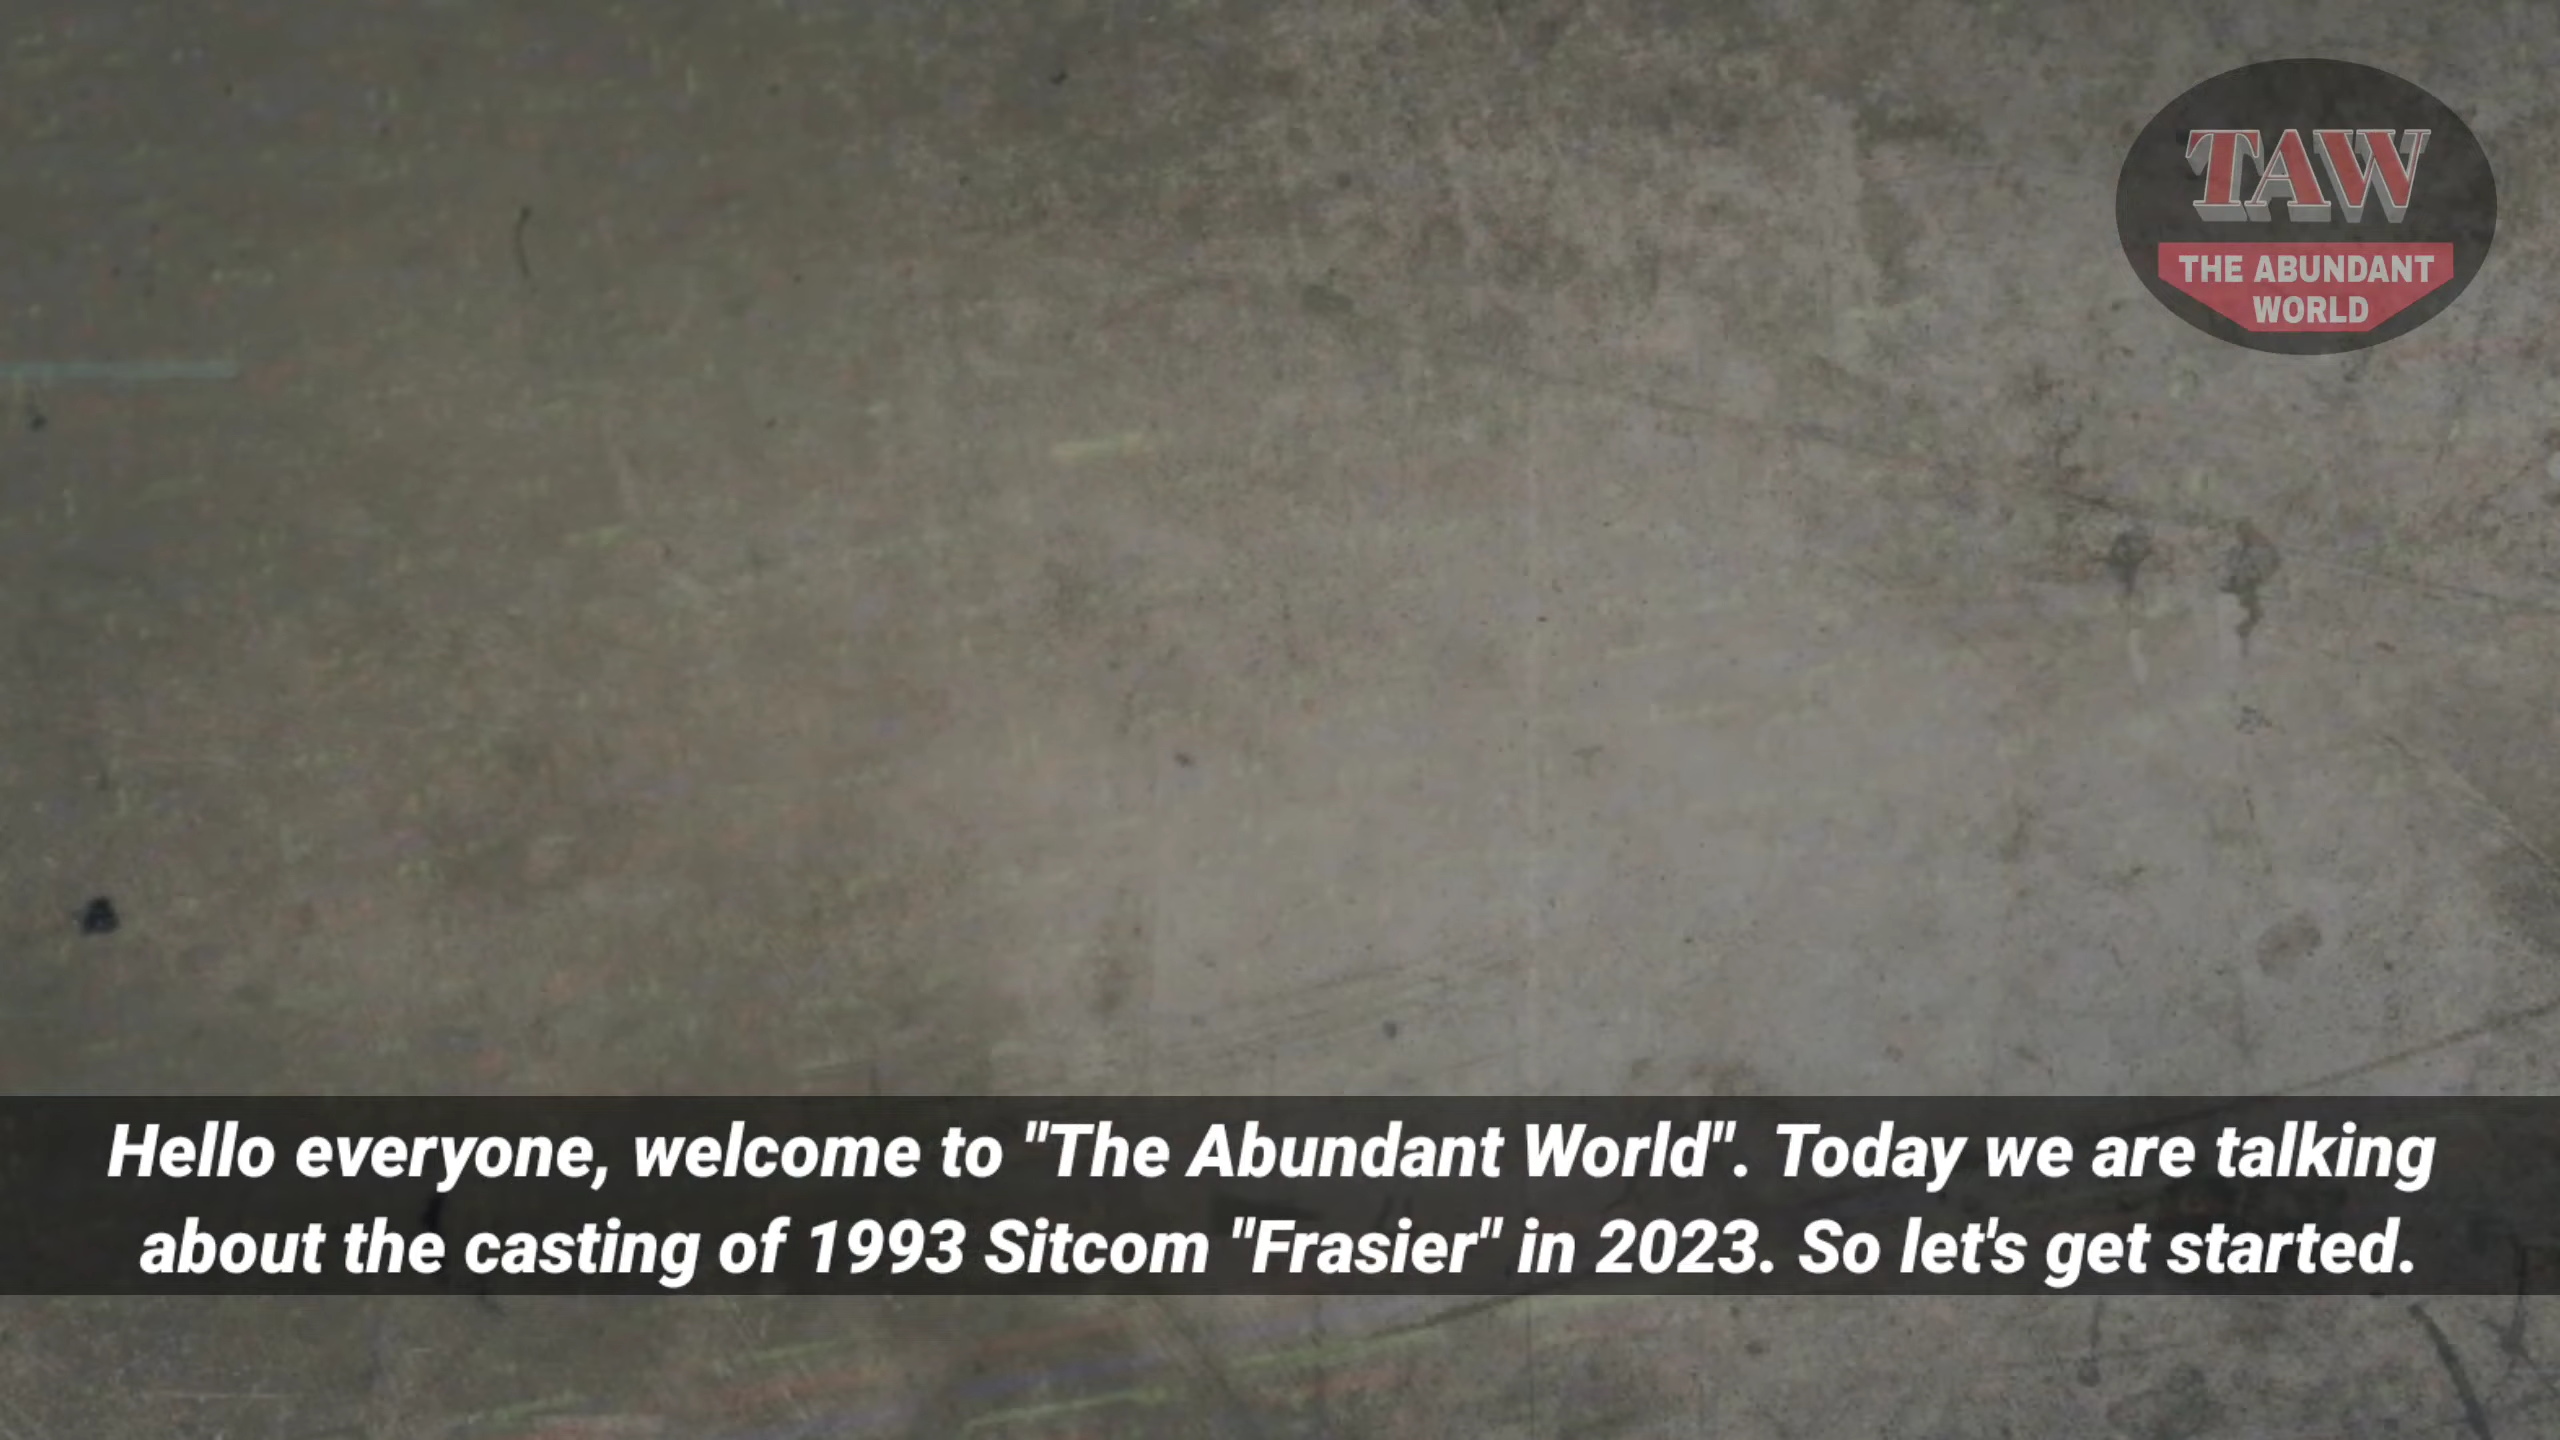 TAW
THE ABUNDANT
WORLD
Hello everyone, welcome to "The Abundant World". Today we are talking
about the casting of 1993 Sitcom "Frasier" in 2023. So let's get started.